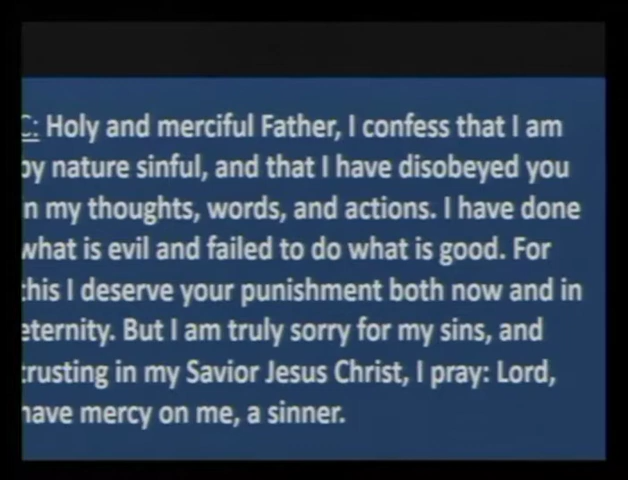 C: Holy and merciful Father, I confess that I am
by nature sinful, and that I have disobeyed you
in my thoughts, words, and actions. I have done
what is evil and failed to do what is good. For
this I deserve your punishment both now and in
eternity. But I am truly sorry for my sins, and
trusting in my Savior Jesus Christ, I pray: Lord,
have mercy on me, a sinner.